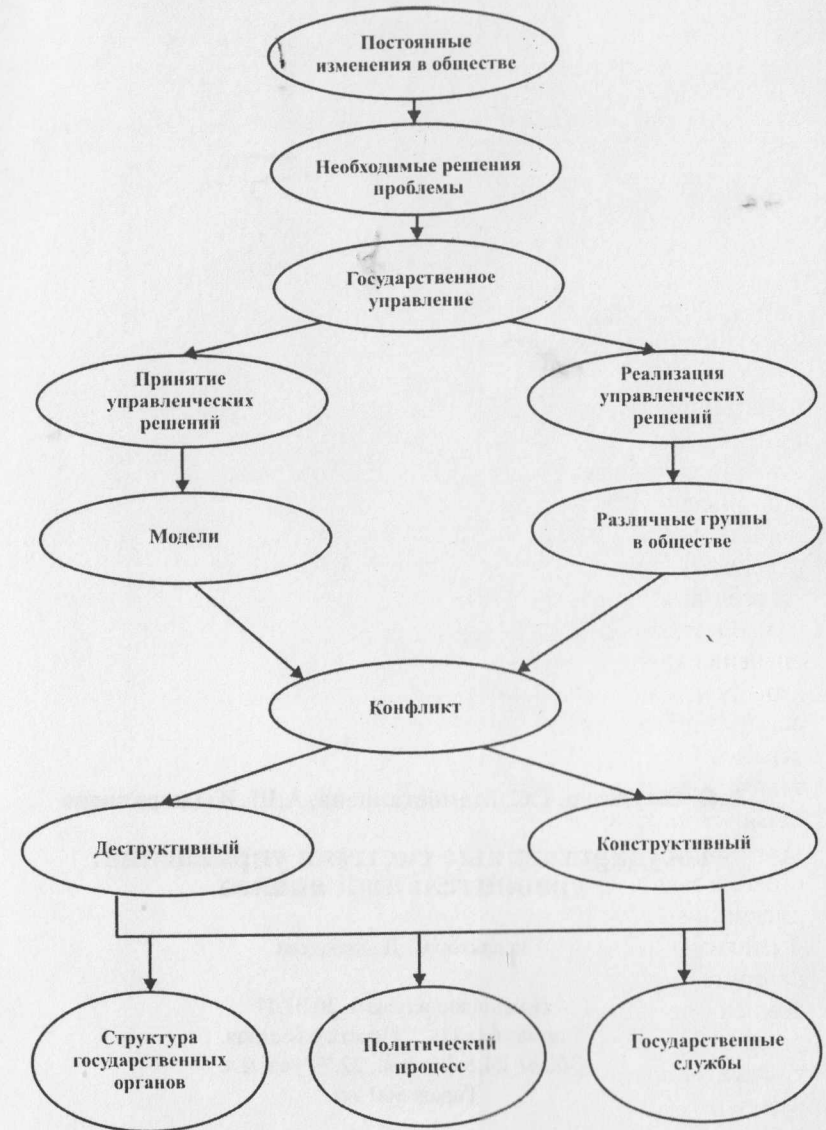 Постоянные
изменения в обществе
Необходимые решения
проблемы
Государственное
управление
Принятие
управленческих
решений
Реализация
управленческих
решений
Модели
Различные группы
в обществе
Конфликт
Деструктивный
Конструктивный
Структура
государственных
органов
Политический
процесс
Государственные
службы